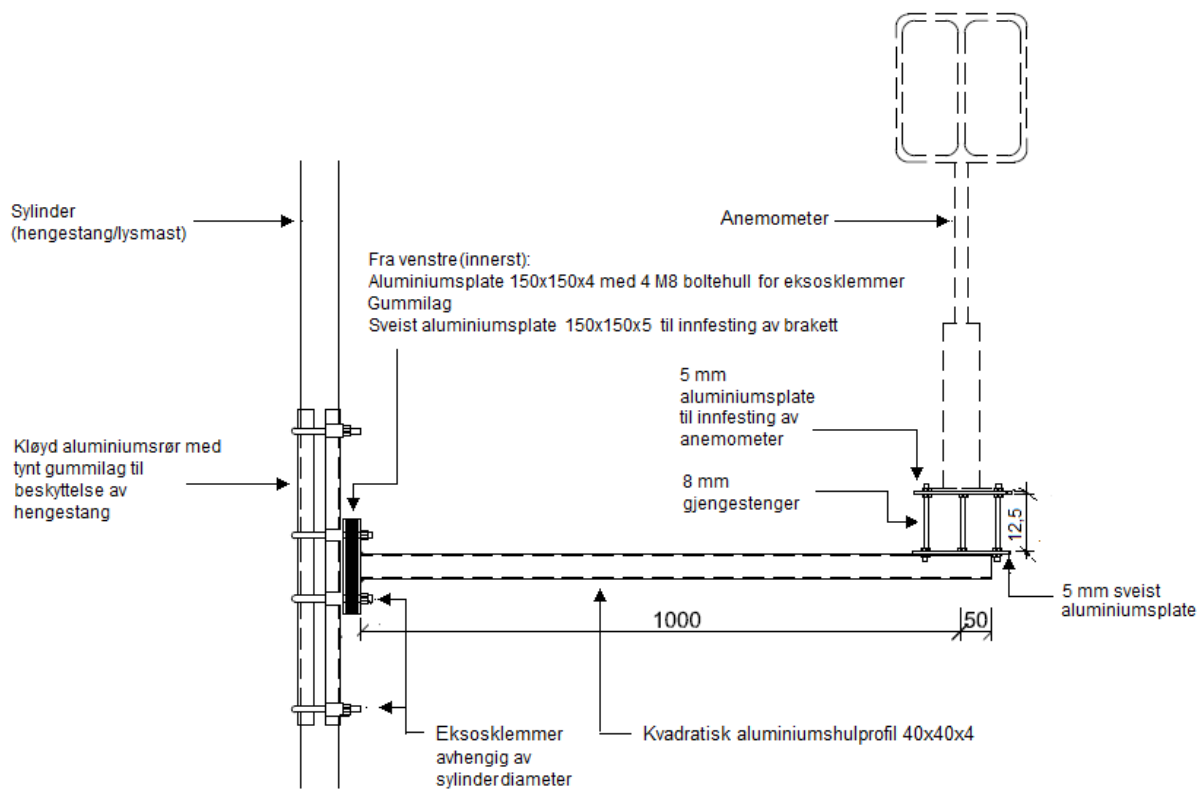 Sylinder
(hengestang/lysmast)
Anemometer
Fra venstre (innerst):
Aluminiumsplate 150x150x4 med 4 M8 boltehull for eksosklemmer
Gummilag
Sveist aluminiumsplate 150x150x5 til innfesting av brakett
5 mm
aluminiumsplate
til innfesting av
anemometer
Kløyd aluminiumsrør med
tynt gummilag til
beskyttelse av
hengestang
8 mm
gjengestenger
12,5
5 mm sveist
aluminiumsplate
1000
50
Eksosklemmer
avhengig av
sylinderdiameter
Kvadratisk aluminiumshulprofil 40x40x4